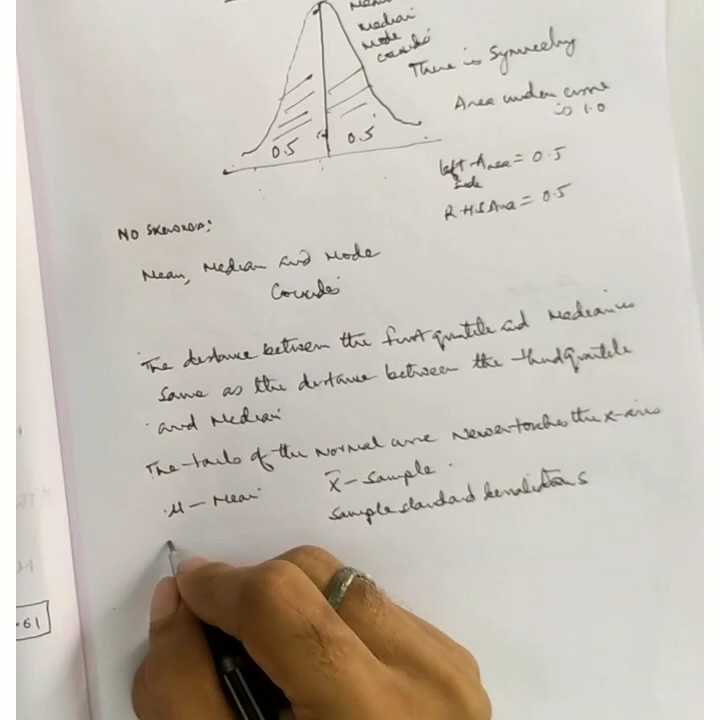 Mean
Median
Mode
coincides
There is Symmetry
Area under curve
is 1.0
0.5
0.5
left Area = 0.5
side
R.H.S Area = 0.5
NO SKEWNESS:
Mean, Median and Mode
Coincides
The distance between the first quartile and Median is
same as the distance between the third quartile
and Median
The tails of the Normal curve Never touches the x-axis
μ - Mean
x̄ - Sample
Sample standard deviation S
.61